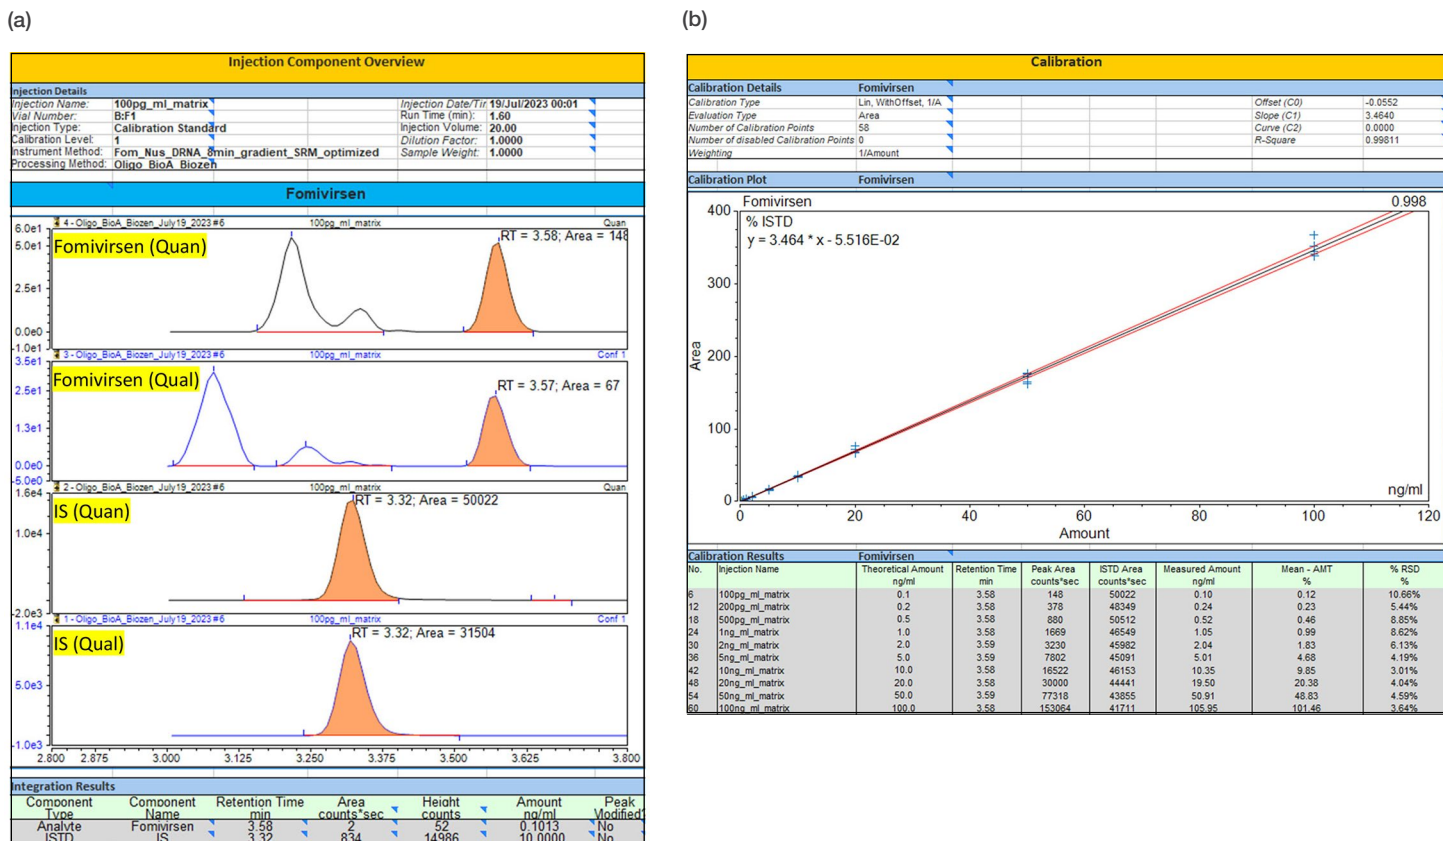 (a)
Injection Component Overview
Injection Details
Injection Name: 100pg_ml_matrix Injection Date/Tir 19/Jul/2023 00:01
Vial Number: B:F1 Run Time (min): 1.60
Injection Type: Calibration Standard Injection Volume: 20.00
Calibration Level: 1 Dilution Factor: 1.0000
Instrument Method: Fom_Nus_DRNA_8min_gradient_SRM_optimized Sample Weight: 1.0000
Processing Method: Oligo_BioA_Biozen
Fomivirsen
4 - Oligo_BioA_Biozen_July19_2023 #6 100pg_ml_matrix Quan
6.0e1
Fomivirsen (Quan)
RT = 3.58; Area = 148
5.0e1
2.5e1
0.0e0
-1.0e1
3 - Oligo_BioA_Biozen_July19_2023 #6 100pg_ml_matrix Conf 1
3.5e1
Fomivirsen (Qual)
RT = 3.57; Area = 67
2.5e1
1.0e1
0.0e0
-5.0e0
2 - Oligo_BioA_Biozen_July19_2023 #6 100pg_ml_matrix Quan
1.6e4
IS (Quan)
RT = 3.32; Area = 50022
1.0e4
-2.0e3
1 - Oligo_BioA_Biozen_July19_2023 #6 100pg_ml_matrix Conf 1
1.1e4
IS (Qual)
RT = 3.32; Area = 31504
5.0e3
-1.0e3
2.800 2.875 3.000 3.125 3.250 3.375 3.500 3.625 3.800
Integration Results
Component Type Component Name Retention Time min Area counts*sec Height counts Amount ng/ml Peak Modified?
Analyte Fomivirsen 3.58 2 52 0.1013 No
ISTD IS 3.32 834 14986 10.0000 No
(b)
Calibration
Calibration Details Fomivirsen
Calibration Type Lin, WithOffset, 1/A Offset (C0) -0.0552
Evaluation Type Area Slope (C1) 3.4640
Number of Calibration Points 58 Curve (C2) 0.0000
Number of disabled Calibration Points 0 R-Square 0.99811
Weighting 1/Amount
Calibration Plot Fomivirsen
Fomivirsen 0.998
400
% ISTD
y = 3.464 * x - 5.516E-02
300
200
Area
100
0
ng/ml
0 20 40 60 80 100 120
Amount
Calibration Results Fomivirsen
No. Injection Name Theoretical Amount Retention Time Peak Area ISTD Area Measured Amount Mean - AMT % RSD
ng/ml min counts*sec counts*sec ng/ml % %
6 100pg_ml_matrix 0.1 3.58 148 50022 0.10 0.12 10.66%
12 200pg_ml_matrix 0.2 3.58 378 48349 0.24 0.23 5.44%
18 500pg_ml_matrix 0.5 3.58 880 50512 0.52 0.46 8.85%
24 1ng_ml_matrix 1.0 3.58 1669 46549 1.05 0.99 8.62%
30 2ng_ml_matrix 2.0 3.59 3230 45982 2.04 1.83 6.13%
36 5ng_ml_matrix 5.0 3.59 7802 45091 5.01 4.68 4.19%
42 10ng_ml_matrix 10.0 3.58 16522 46153 10.35 9.85 3.01%
48 20ng_ml_matrix 20.0 3.58 30000 44441 19.50 20.38 4.04%
54 50ng_ml_matrix 50.0 3.59 77318 43855 50.91 48.83 4.59%
60 100ng_ml_matrix 100.0 3.58 153064 41711 105.95 101.46 3.64%